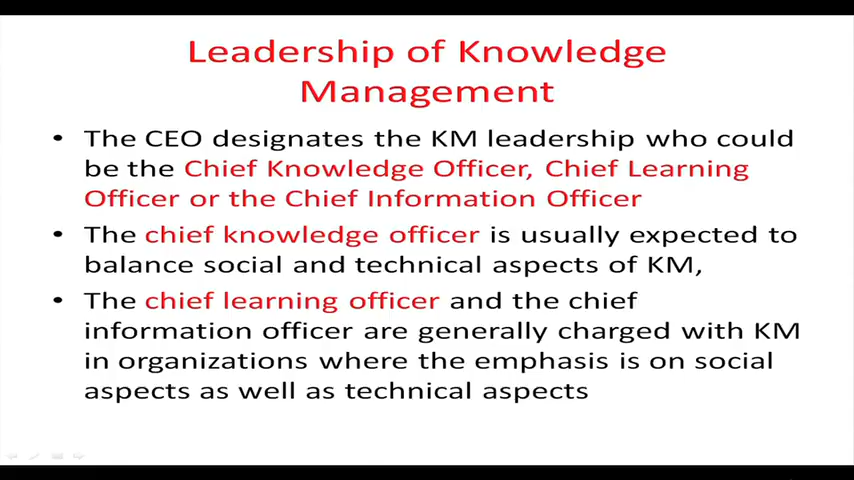 Leadership of Knowledge
Management
• The CEO designates the KM leadership who could
be the Chief Knowledge Officer, Chief Learning
Officer or the Chief Information Officer
• The chief knowledge officer is usually expected to
balance social and technical aspects of KM,
• The chief learning officer and the chief
information officer are generally charged with KM
in organizations where the emphasis is on social
aspects as well as technical aspects